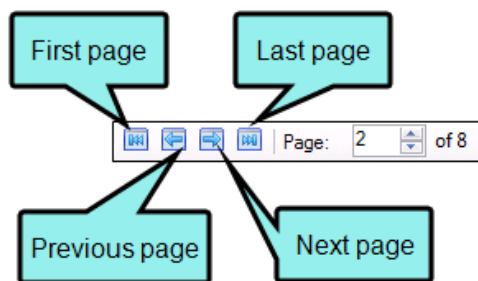 First page
Last page
Page: 2 of 8
Previous page
Next page